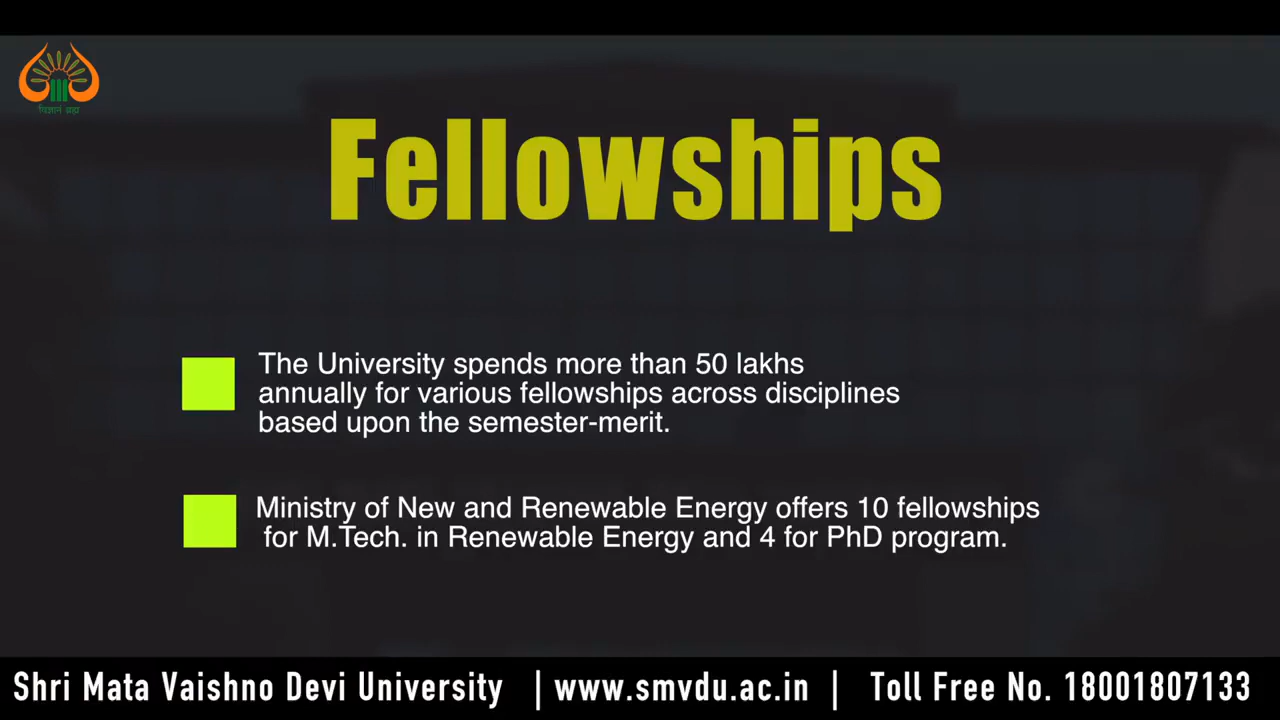 विज्ञानं ब्रह्म
Fellowships
The University spends more than 50 lakhs
annually for various fellowships across disciplines
based upon the semester-merit.
Ministry of New and Renewable Energy offers 10 fellowships
for M.Tech. in Renewable Energy and 4 for PhD program.
Shri Mata Vaishno Devi University | www.smvdu.ac.in | Toll Free No. 18001807133